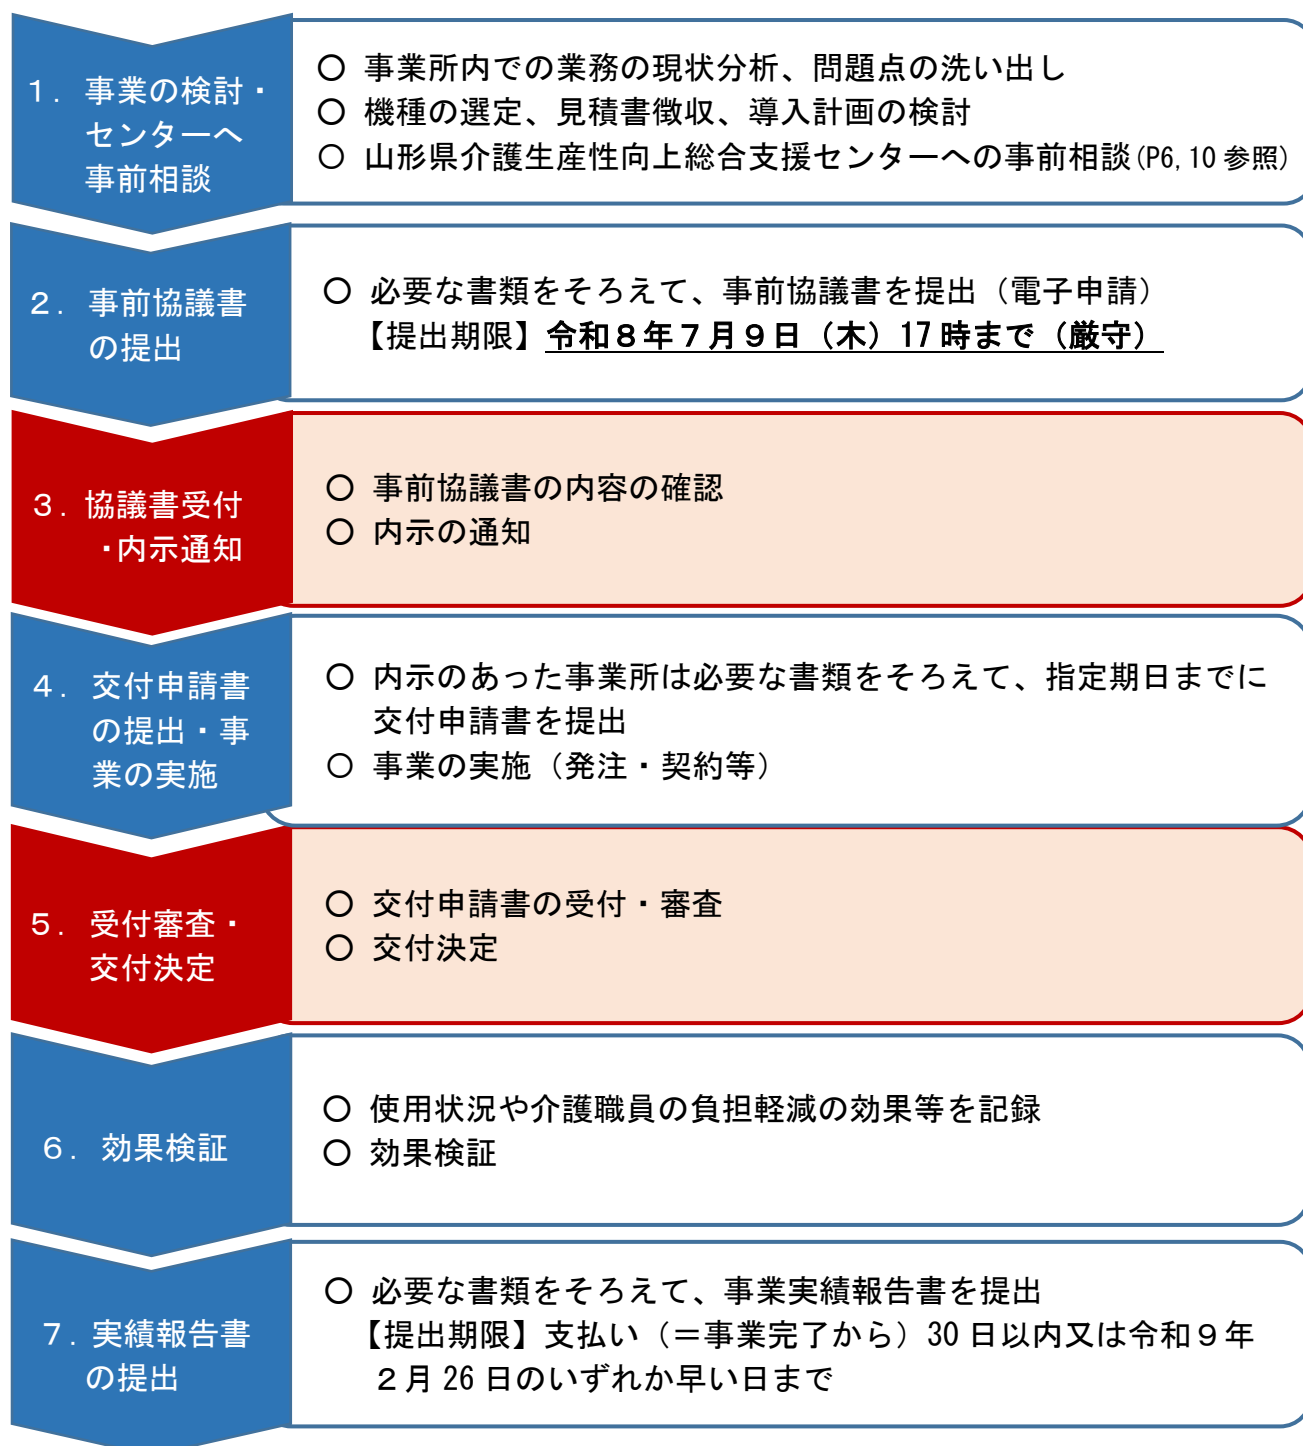 １．事業の検討・
センターへ
事前相談
〇 事業所内での業務の現状分析、問題点の洗い出し
〇 機種の選定、見積書徴収、導入計画の検討
〇 山形県介護生産性向上総合支援センターへの事前相談(P6,10 参照)
２．事前協議書
の提出
〇 必要な書類をそろえて、事前協議書を提出（電子申請）
【提出期限】令和８年７月９日（木）17 時まで（厳守）
３．協議書受付
・内示通知
〇 事前協議書の内容の確認
〇 内示の通知
４．交付申請書
の提出・事
業の実施
〇 内示のあった事業所は必要な書類をそろえて、指定期日までに
交付申請書を提出
〇 事業の実施（発注・契約等）
５．受付審査・
交付決定
〇 交付申請書の受付・審査
〇 交付決定
６．効果検証
〇 使用状況や介護職員の負担軽減の効果等を記録
〇 効果検証
７．実績報告書
の提出
〇 必要な書類をそろえて、事業実績報告書を提出
【提出期限】支払い（＝事業完了から）30 日以内又は令和９年
２月 26 日のいずれか早い日まで